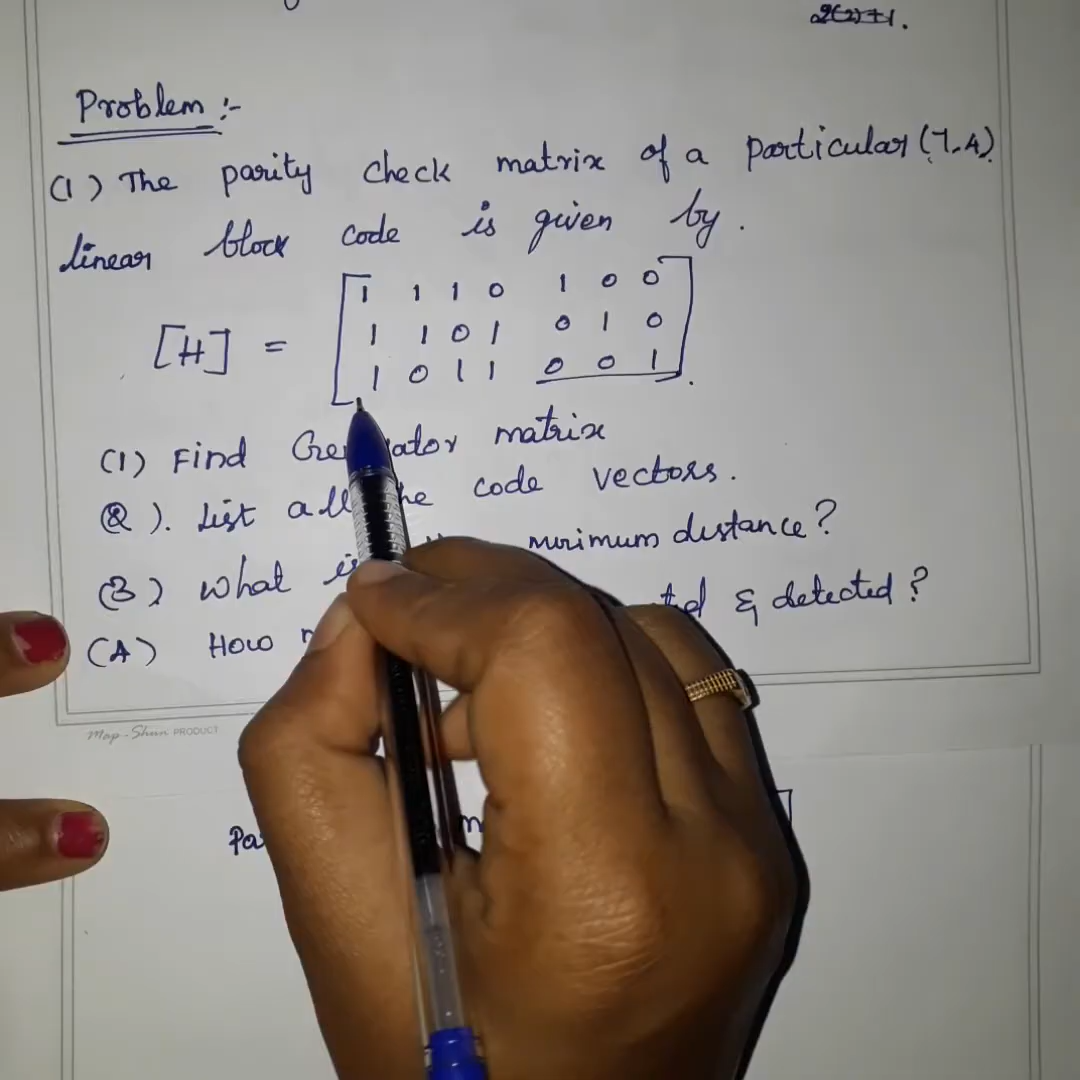 2(2)+1.
Problem :-
(1) The parity check matrix of a particular (7,4)
linear block code is given by.
[H] = [1 1 1 0 1 0 0
1 1 0 1 0 1 0
1 0 1 1 0 0 1].
(1) Find matrix
(2). List all code vectors.
(3) What minimum distance?
(4) How & detected?
Map-Shun PRODUCT